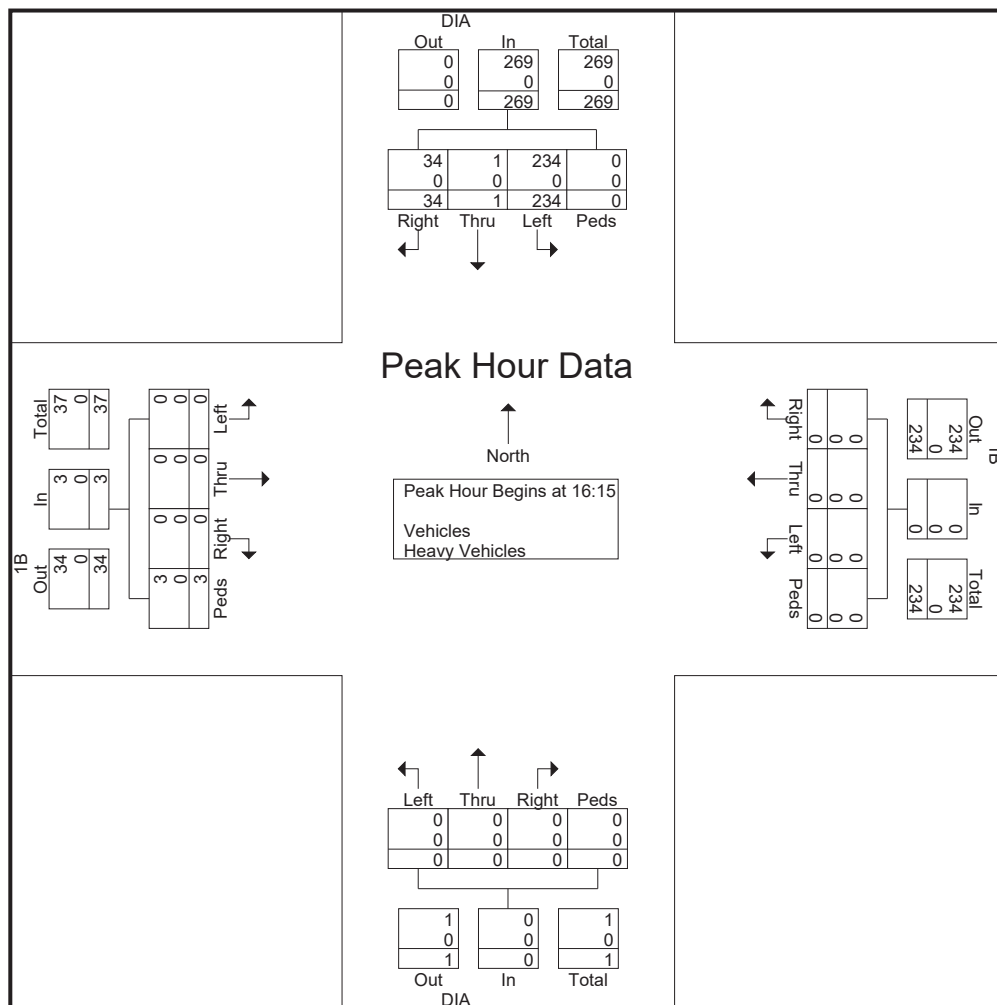 DIA
Out In Total
0 269 269
0 0 0
0 269 269
34 1 234 0
0 0 0 0
34 1 234 0
Right Thru Left Peds
Peak Hour Data
North
Peak Hour Begins at 16:15
Vehicles
Heavy Vehicles
1B
Out In Total
34 3 37
0 0 0
34 3 37
Peds Right Thru Left
3 0 0 0
0 0 0 0
3 0 0 0
1B
Out In Total
234 0 234
0 0 0
234 0 234
0 0 0 0
0 0 0 0
0 0 0 0
Right Thru Left Peds
Left Thru Right Peds
0 0 0 0
0 0 0 0
0 0 0 0
1 0 1
0 0 0
1 0 1
Out In Total
DIA